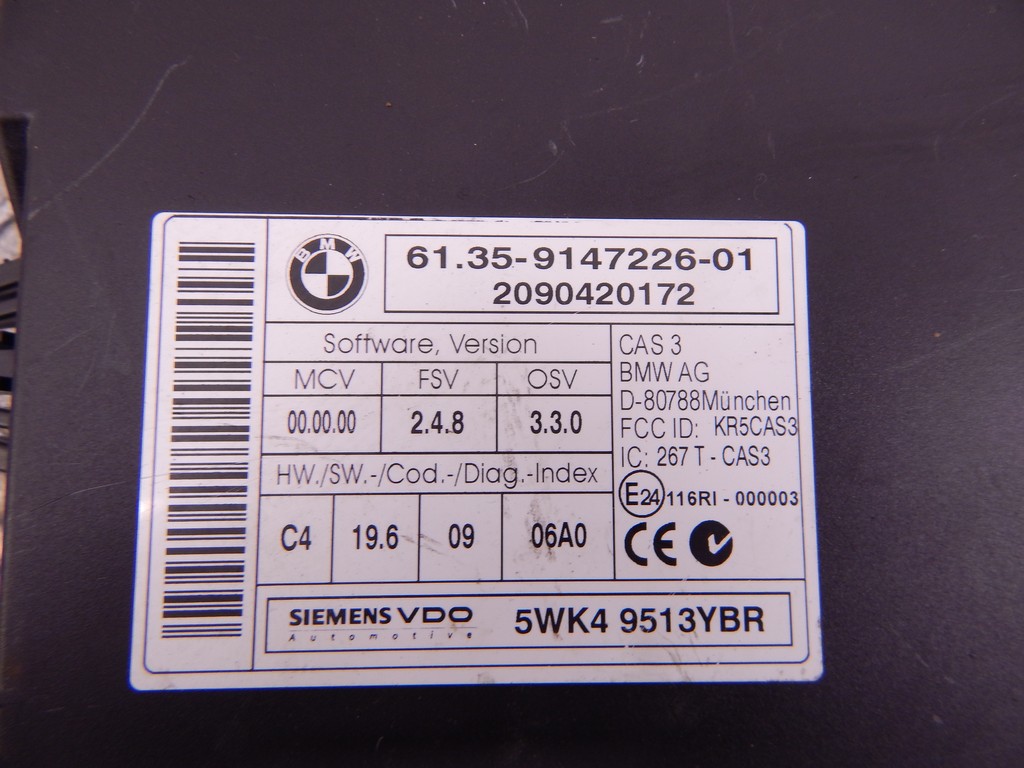 BMW
61.35-9147226-01
2090420172
Software, Version
MCV FSV OSV
00.00.00 2.4.8 3.3.0
HW./SW.-/Cod.-/Diag.-Index
C4 19.6 09 06A0
CAS 3
BMW AG
D-80788München
FCC ID: KR5CAS3
IC: 267 T - CAS3
E24 116RI - 000003
CE
SIEMENS VDO
Automotive
5WK4 9513YBR